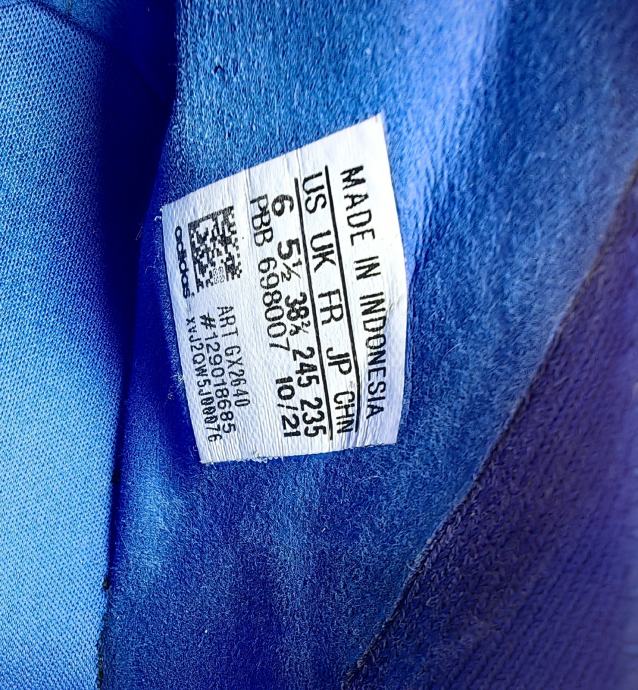 MADE IN INDONESIA
US UK FR JP CHN
6 5½ 38⅔ 245 235
PBB 698007 10/21
adidas
ART GX2640
#129018685